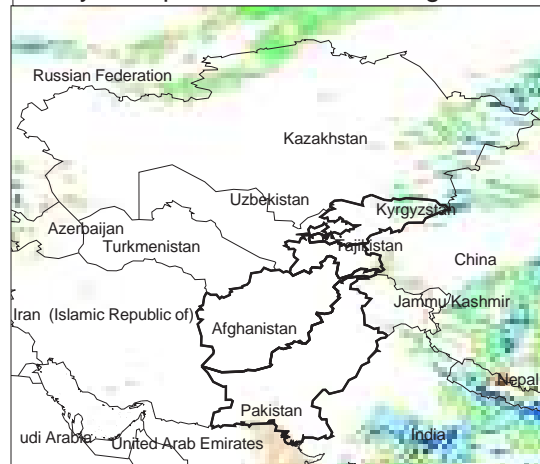 Russian Federation
Kazakhstan
Uzbekistan
Kyrgyzstan
Azerbaijan
Turkmenistan
Tajikistan
China
Jammu/Kashmir
Iran (Islamic Republic of)
Afghanistan
Nepal
Pakistan
udi Arabia
United Arab Emirates
India